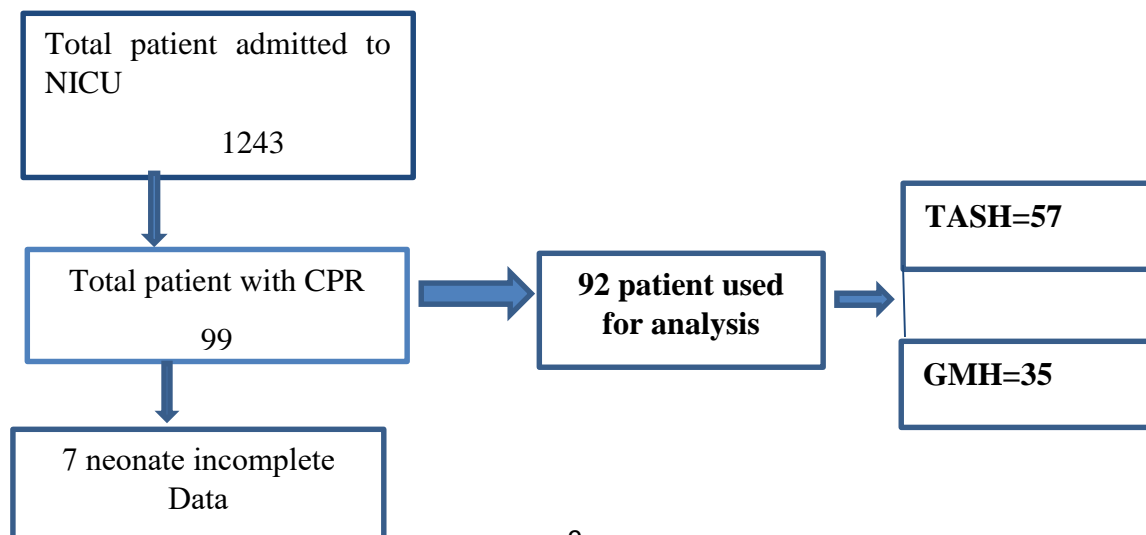 Total patient admitted to
NICU
1243
Total patient with CPR
99
7 neonate incomplete
Data
92 patient used
for analysis
TASH=57
GMH=35